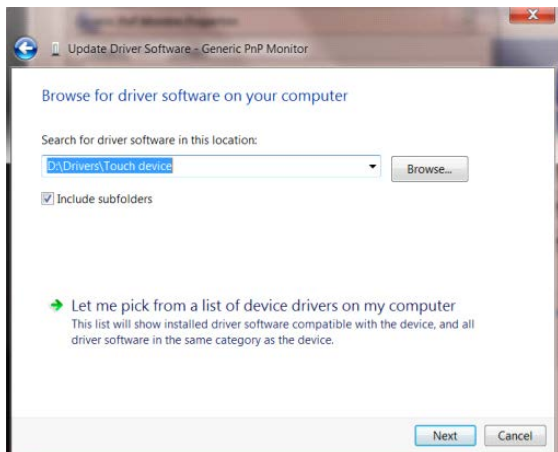 Update Driver Software - Generic PnP Monitor
Browse for driver software on your computer
Search for driver software in this location:
D:\Drivers\Touch device
Browse...
Include subfolders
Let me pick from a list of device drivers on my computer
This list will show installed driver software compatible with the device, and all
driver software in the same category as the device.
Next
Cancel